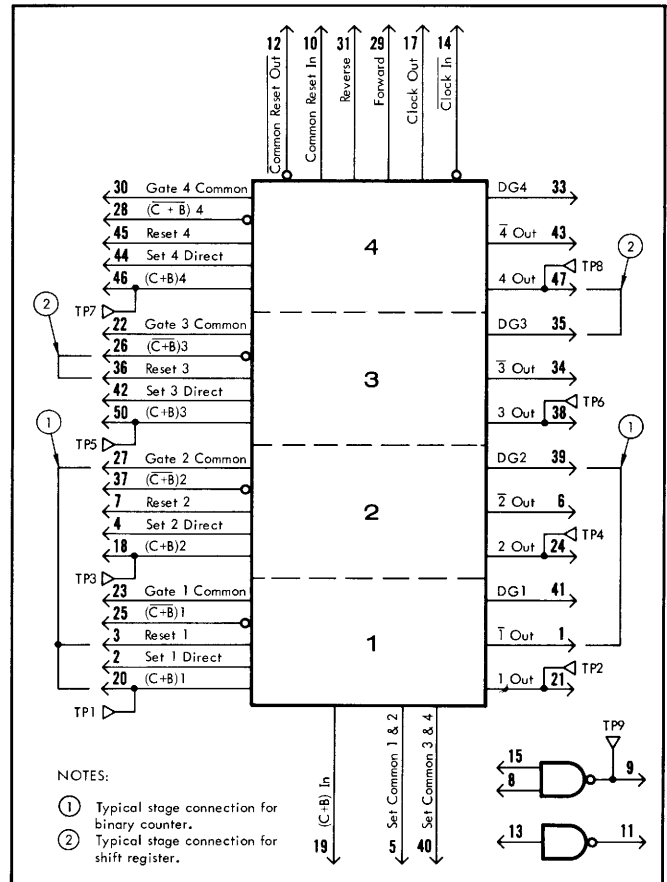 12 10 31 29 17 14
C̅o̅m̅m̅o̅n̅ ̅R̅e̅s̅e̅t̅ ̅O̅u̅t̅
Common Reset In
Reverse
Forward
Clock Out
C̅l̅o̅c̅k̅ ̅I̅n̅
30 Gate 4 Common
28 (C̅ ̅+̅ ̅B̅) 4
45 Reset 4
44 Set 4 Direct
46 (C+B)4
TP7
2
22 Gate 3 Common
26 (C̅+̅B̅)3
36 Reset 3
42 Set 3 Direct
50 (C+B)3
TP5
1
27 Gate 2 Common
37 (C̅+̅B̅)2
7 Reset 2
4 Set 2 Direct
18 (C+B)2
TP3
23 Gate 1 Common
25 (C̅+̅B̅)1
3 Reset 1
2 Set 1 Direct
20 (C+B)1
TP1
4
3
2
1
DG4 33
4̅ Out 43
TP8
4 Out 47
2
DG3 35
3̅ Out 34
TP6
3 Out 38
1
DG2 39
2̅ Out 6
TP4
2 Out 24
DG1 41
1̅ Out 1
TP2
1 Out 21
(C+B) In
19
Set Common 1 & 2
5
Set Common 3 & 4
40
TP9
15
8
9
13 11
NOTES:
1 Typical stage connection for
binary counter.
2 Typical stage connection for
shift register.